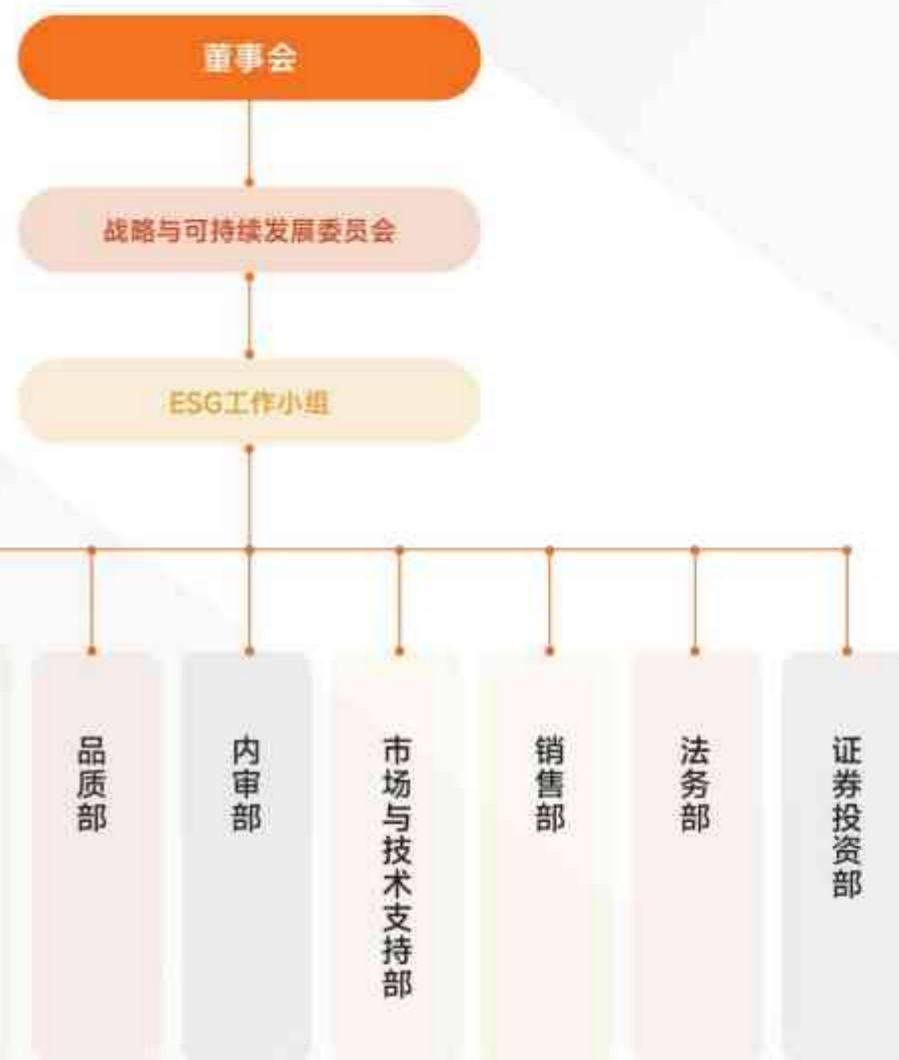 董事会
战略与可持续发展委员会
ESG工作小组
品质部
内审部
市场与技术支持部
销售部
法务部
证券投资部